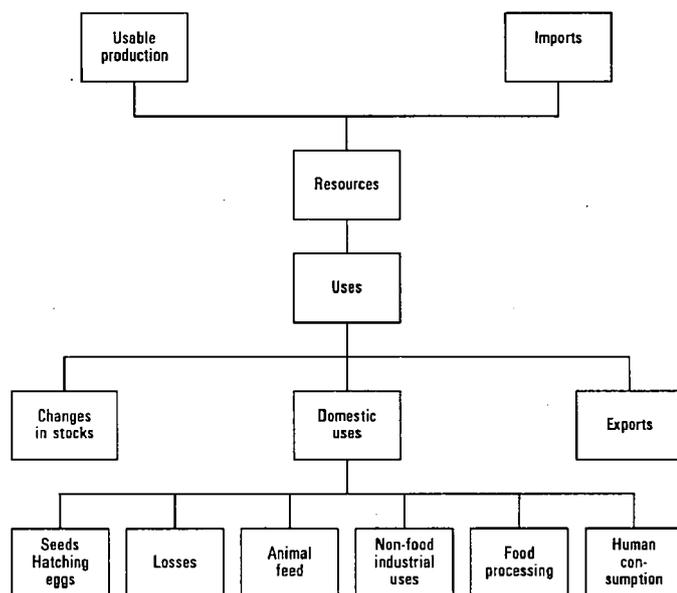 Usable
production
Imports
Resources
Uses
Changes
in stocks
Domestic
uses
Exports
Seeds
Hatching
eggs
Losses
Animal
feed
Non-food
industrial
uses
Food
processing
Human
con-
sumption